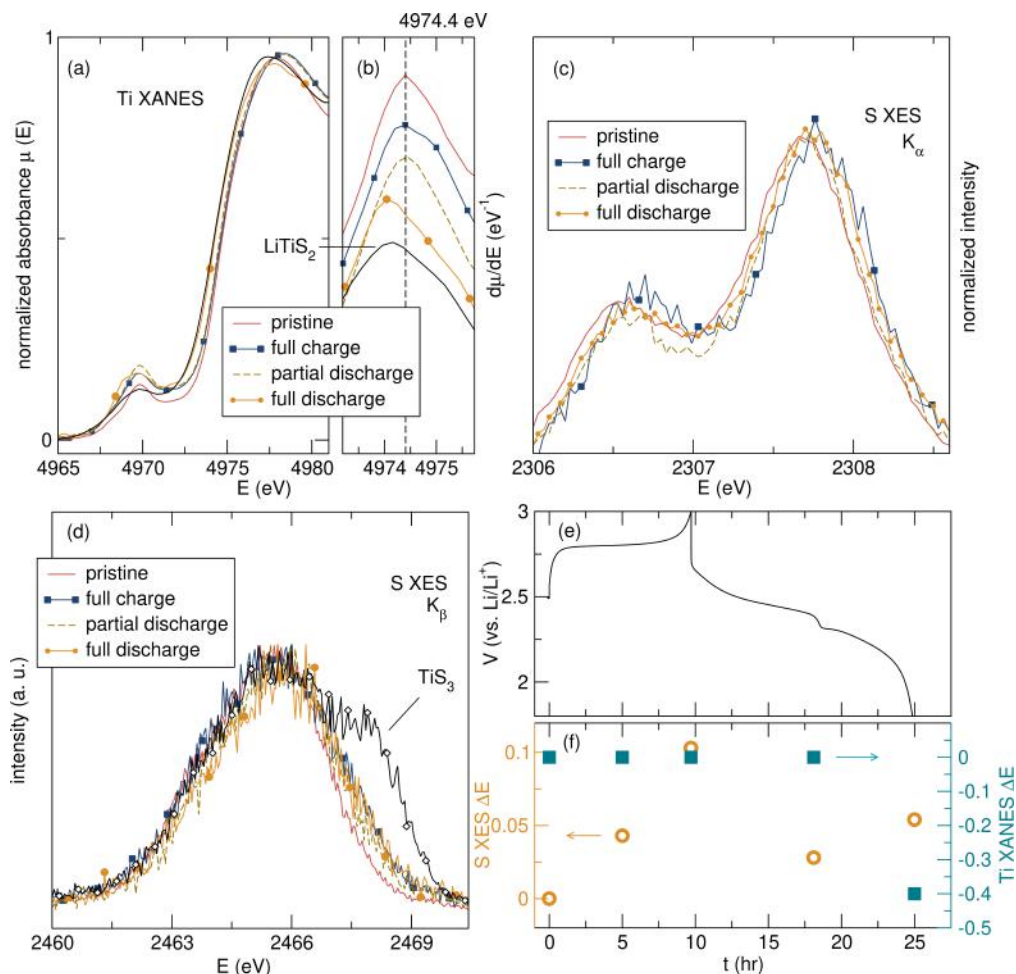 4974.4 eV
(a)
Ti XANES
normalized absorbance μ (E)
1
0
4965
4970
4975
4980
E (eV)
(b)
LiTiS2
dμ/dE (eV-1)
4974
4975
pristine
full charge
partial discharge
full discharge
(c)
S XES
Kα
pristine
full charge
partial discharge
full discharge
normalized intensity
2306
2307
2308
E (eV)
(d)
S XES
Kβ
pristine
full charge
partial discharge
full discharge
TiS3
intensity (a. u.)
2460
2463
2466
2469
E (eV)
(e)
V (vs. Li/Li+)
3
2.5
2
(f)
S XES ΔE
0.1
0.05
0
Ti XANES ΔE
0
-0.1
-0.2
-0.3
-0.4
-0.5
0
5
10
15
20
25
t (hr)